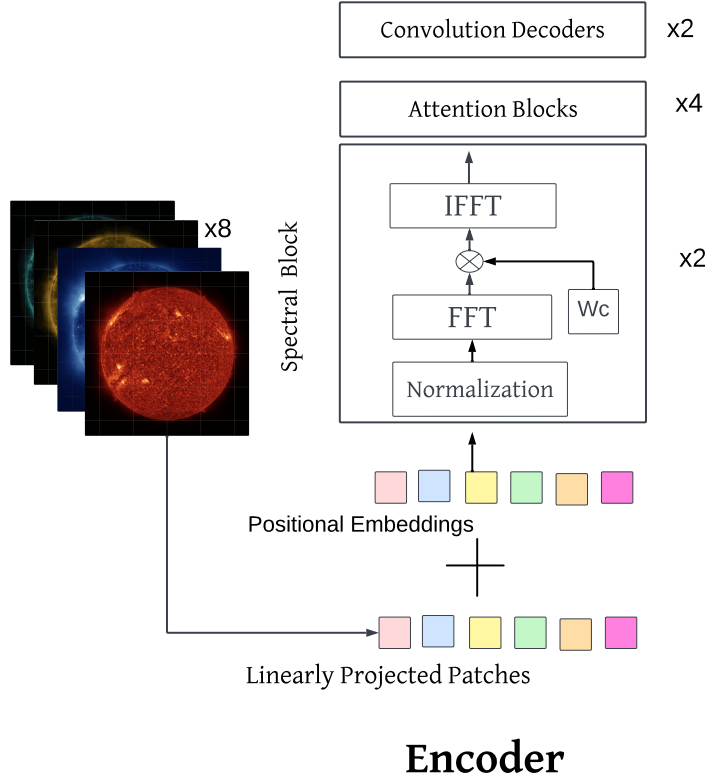 Convolution Decoders
x2
Attention Blocks
x4
IFFT
x8
Spectral Block
x2
Wc
FFT
Normalization
Positional Embeddings
Linearly Projected Patches
Encoder